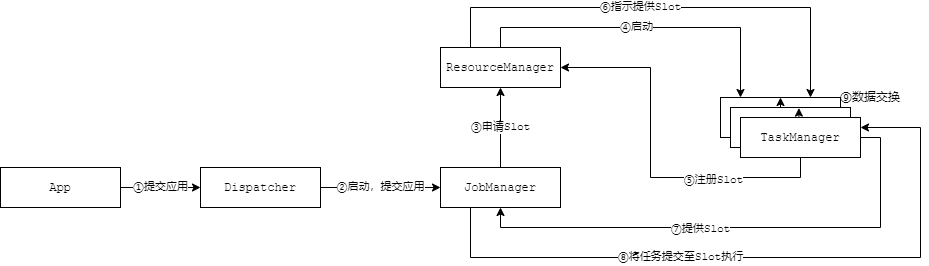 ⑥指示提供Slot
④启动
ResourceManager
⑨数据交换
③申请Slot
TaskManager
⑤注册Slot
App
①提交应用
Dispatcher
②启动，提交应用
JobManager
⑦提供Slot
⑧将任务提交至Slot执行